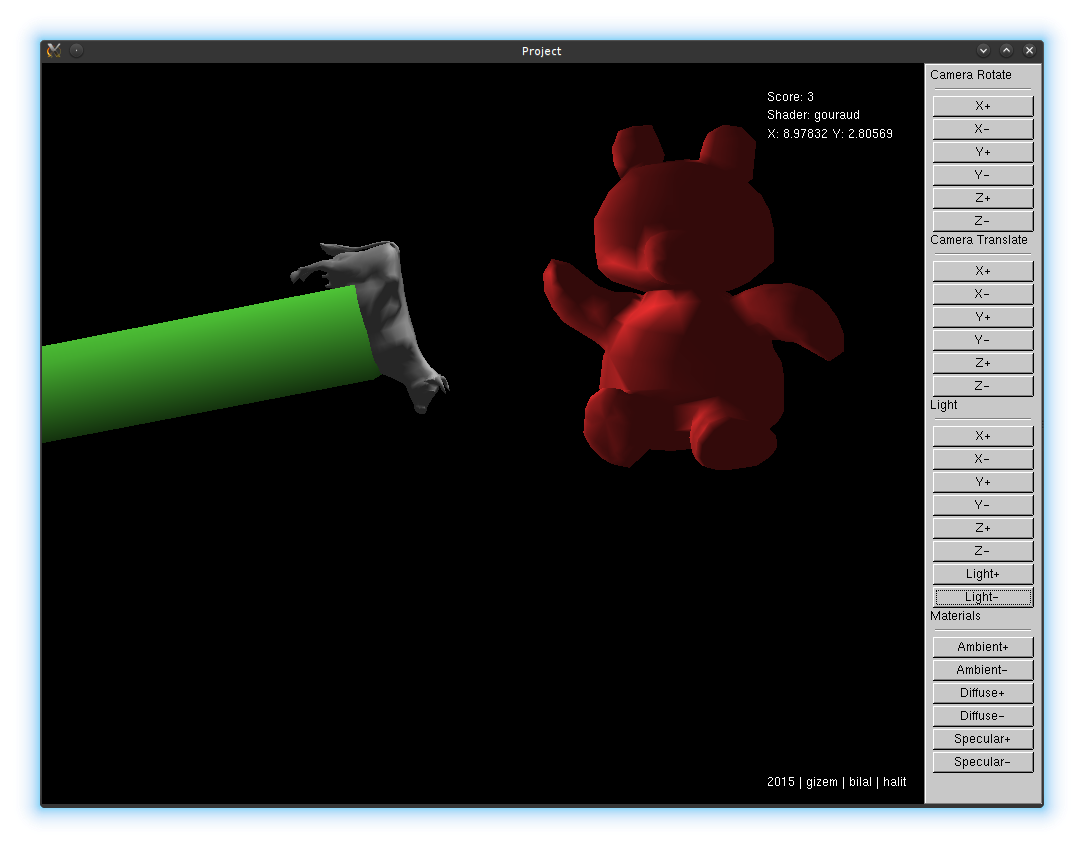 Project
Score: 3
Shader: gouraud
X: 8.97832 Y: 2.80569
Camera Rotate
X+
X-
Y+
Y-
Z+
Z-
Camera Translate
X+
X-
Y+
Y-
Z+
Z-
Light
X+
X-
Y+
Y-
Z+
Z-
Light+
Light-
Materials
Ambient+
Ambient-
Diffuse+
Diffuse-
Specular+
Specular-
2015 | gizem | bilal | halit